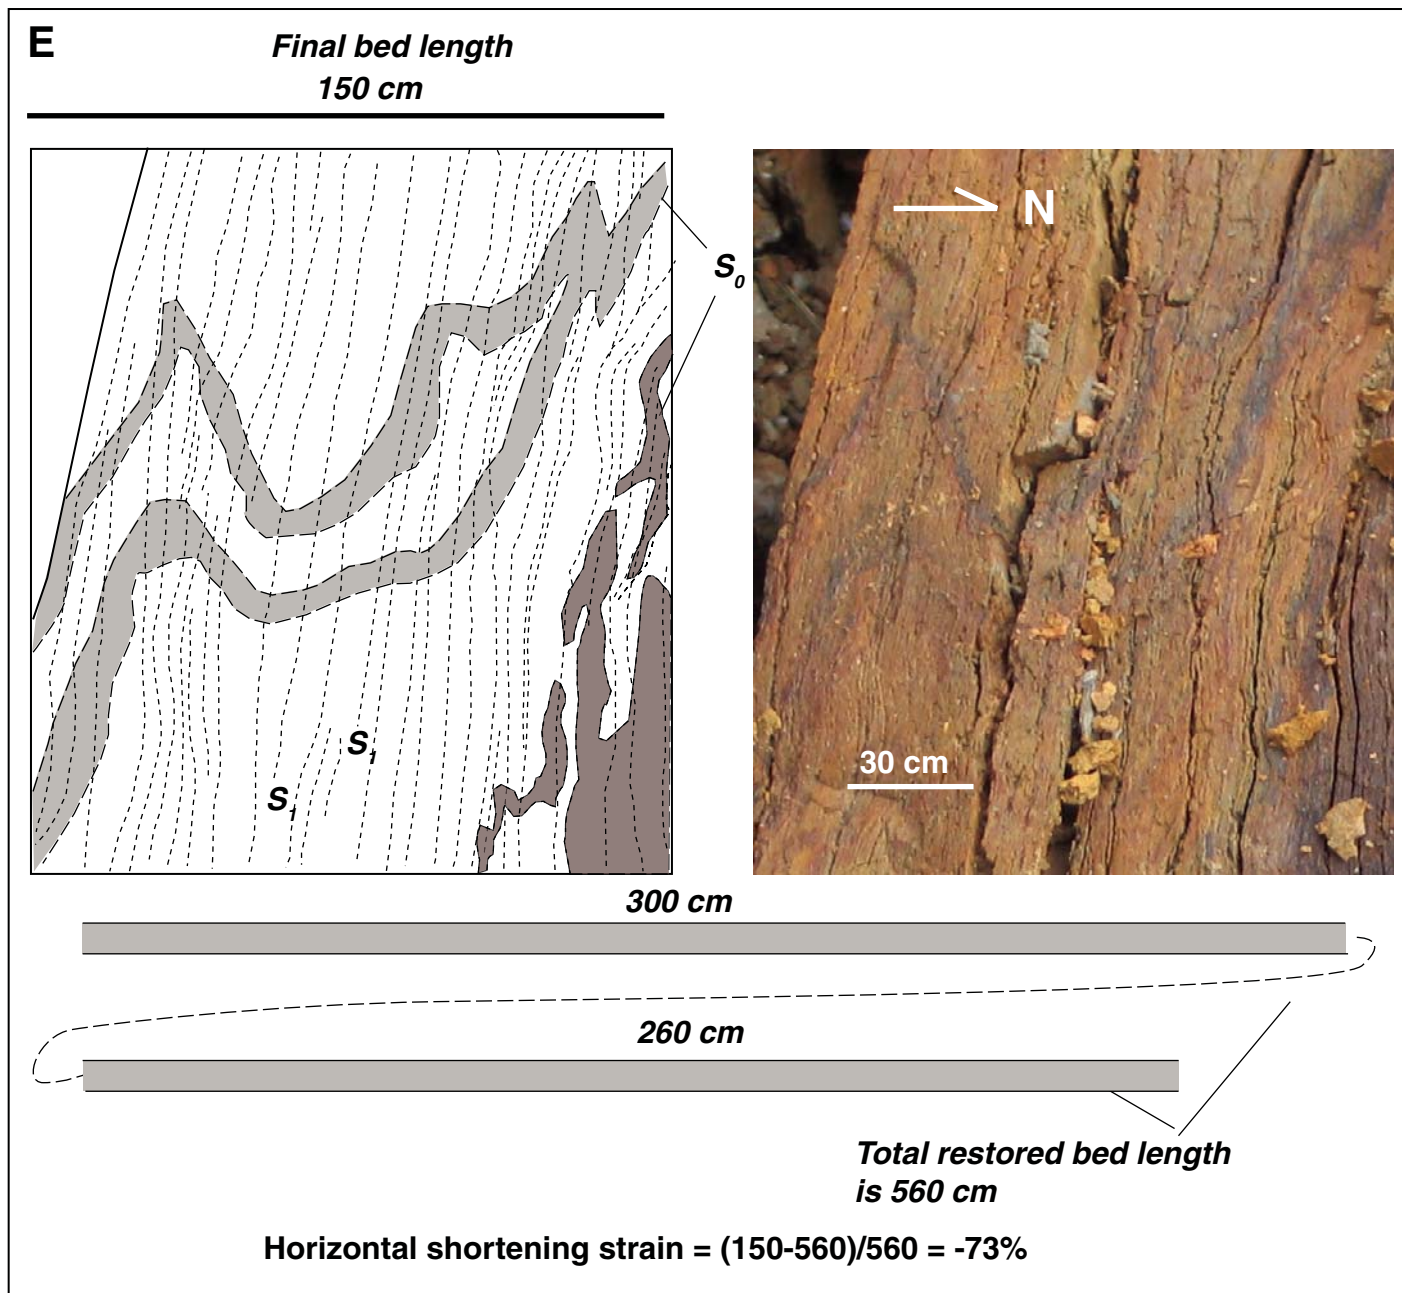 E
Final bed length
150 cm
N
S0
30 cm
S1
S1
300 cm
260 cm
Total restored bed length
is 560 cm
Horizontal shortening strain = (150-560)/560 = -73%